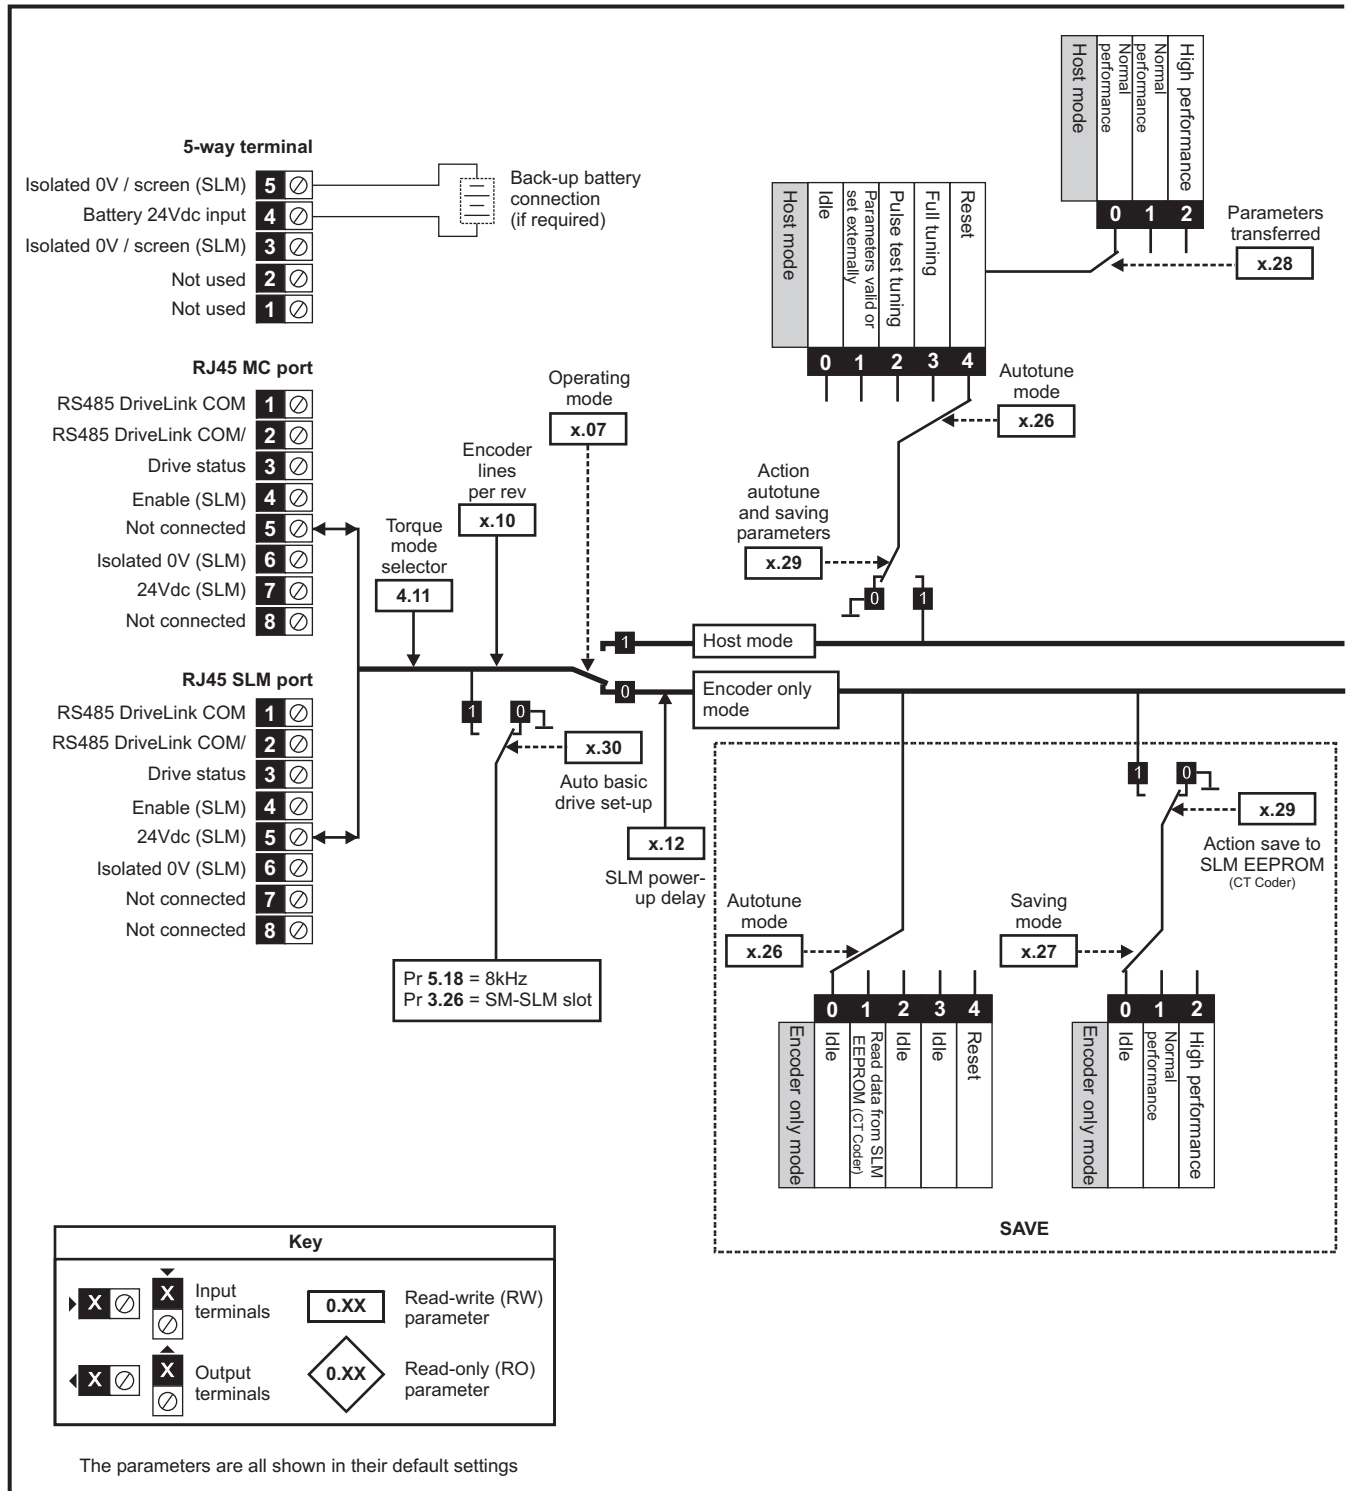 5-way terminal
Isolated 0V / screen (SLM) 5
Battery 24Vdc input 4
Isolated 0V / screen (SLM) 3
Not used 2
Not used 1
Back-up battery
connection
(if required)
RJ45 MC port
RS485 DriveLink COM 1
RS485 DriveLink COM/ 2
Drive status 3
Enable (SLM) 4
Not connected 5
Isolated 0V (SLM) 6
24Vdc (SLM) 7
Not connected 8
RJ45 SLM port
RS485 DriveLink COM 1
RS485 DriveLink COM/ 2
Drive status 3
Enable (SLM) 4
24Vdc (SLM) 5
Isolated 0V (SLM) 6
Not connected 7
Not connected 8
Torque
mode
selector
4.11
Encoder
lines
per rev
x.10
Operating
mode
x.07
1
0
x.30
Auto basic
drive set-up
Pr 5.18 = 8kHz
Pr 3.26 = SM-SLM slot
1
0
Host mode
Encoder only
mode
x.12
SLM power-
up delay
Host mode
Idle
Parameters valid or
set externally
Pulse test tuning
Full tuning
Reset
0 1 2 3 4
Autotune
mode
x.26
Action
autotune
and saving
parameters
x.29
0
1
Host mode
Normal
performance
Normal
performance
High performance
0 1 2
Parameters
transferred
x.28
1
0
x.29
Action save to
SLM EEPROM
(CT Coder)
Autotune
mode
x.26
0 1 2 3 4
Encoder only mode
Idle
Read data from SLM
EEPROM (CT Coder)
Idle
Idle
Reset
Saving
mode
x.27
0 1 2
Encoder only mode
Idle
Normal
performance
High performance
SAVE
Key
X
X
Input
terminals
0.XX
Read-write (RW)
parameter
X
X
Output
terminals
0.XX
Read-only (RO)
parameter
The parameters are all shown in their default settings